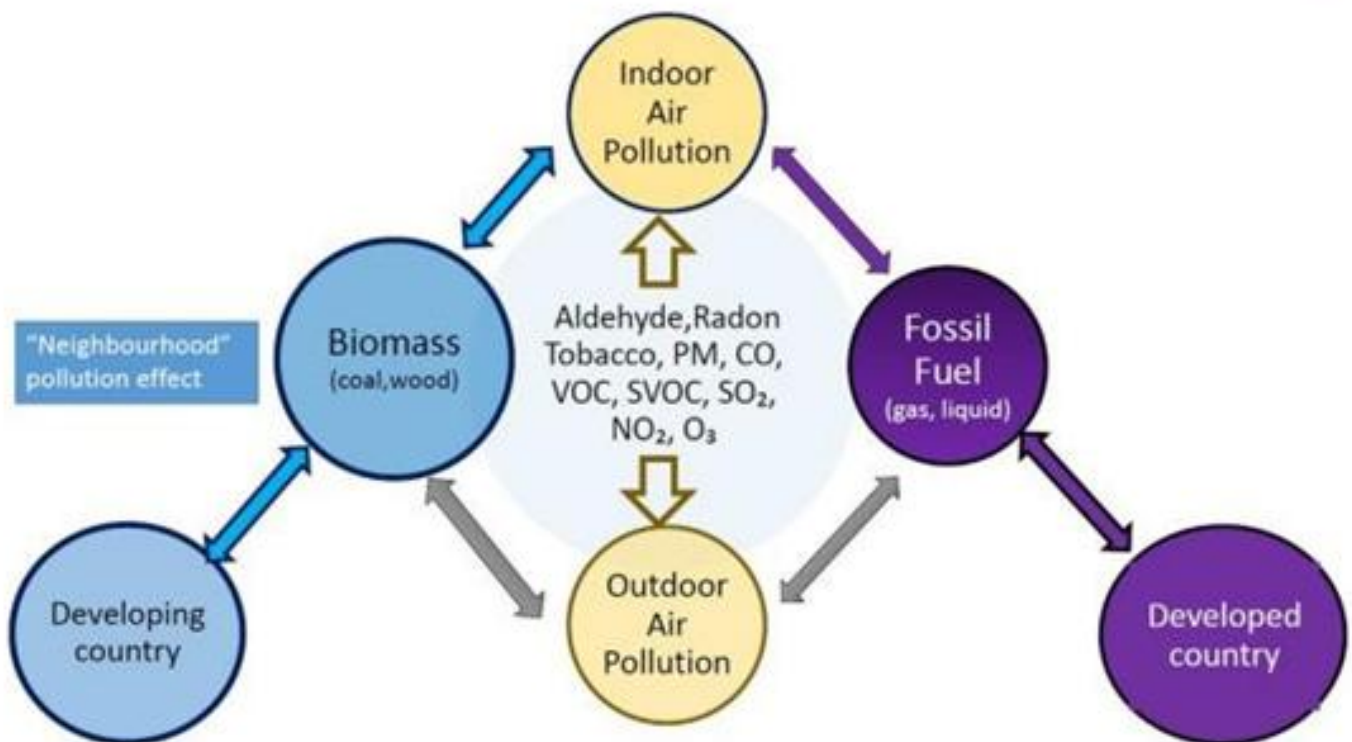 Indoor
Air
Pollution
"Neighbourhood"
pollution effect
Biomass
(coal,wood)
Aldehyde,Radon
Tobacco, PM, CO,
VOC, SVOC, SO₂,
NO₂, O₃
Fossil
Fuel
(gas, liquid)
Developing
country
Outdoor
Air
Pollution
Developed
country